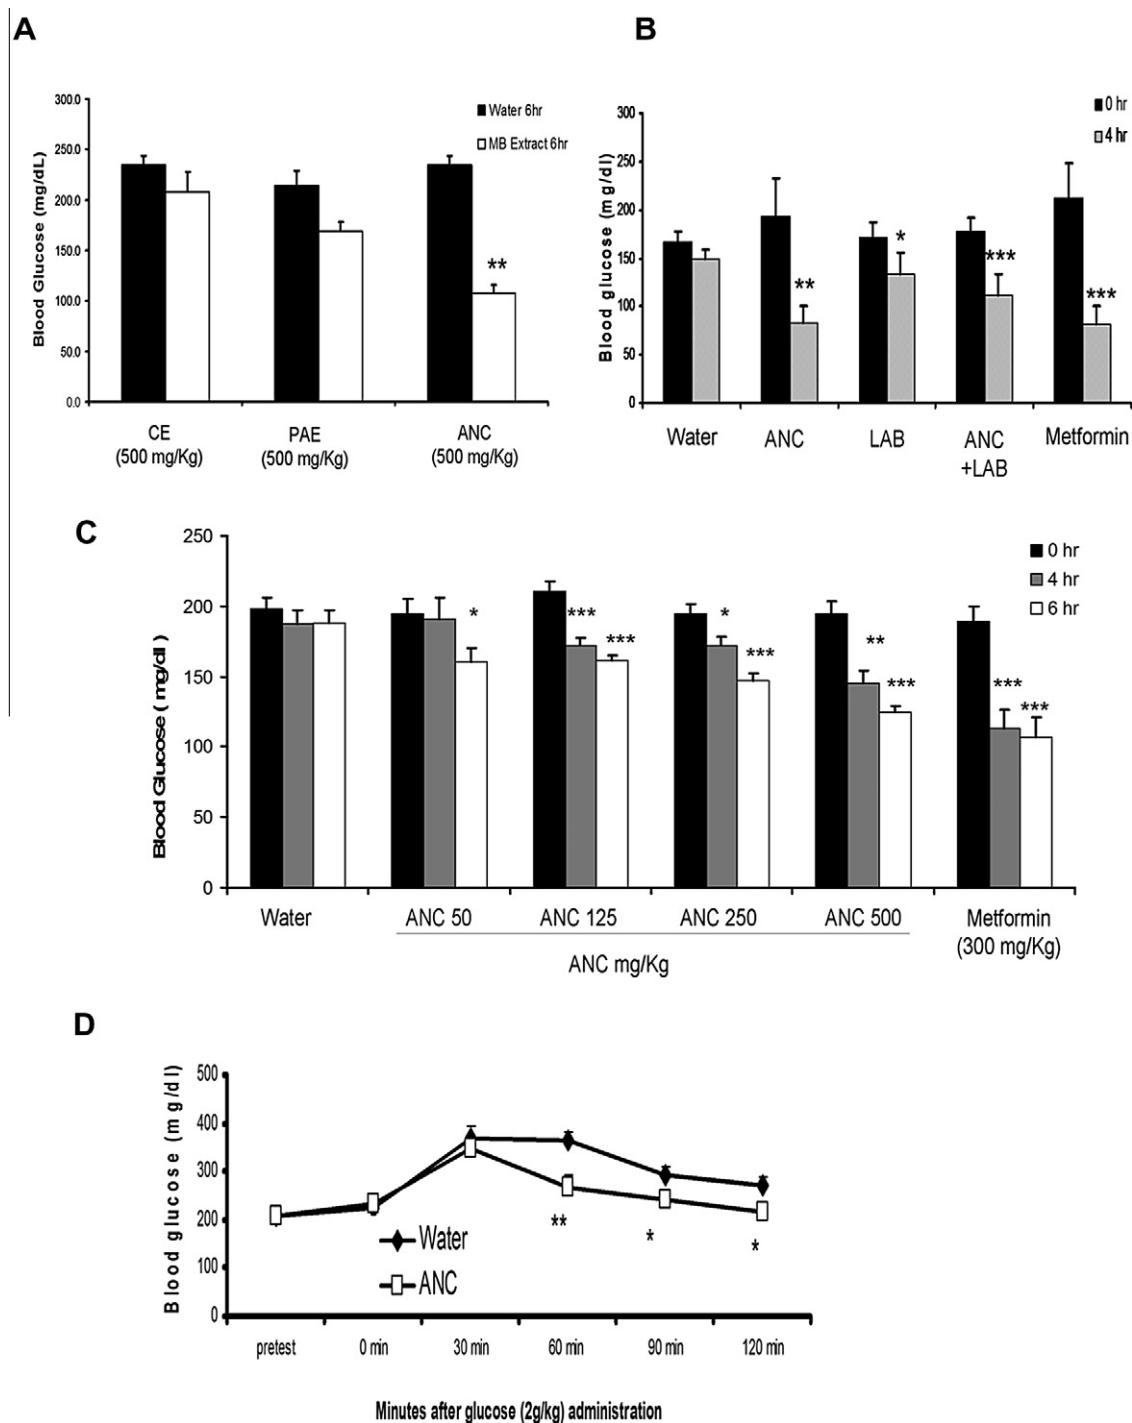 A
Blood Glucose (mg/dL)
300.0
250.0
200.0
150.0
100.0
50.0
0.0
Water 6hr
MB Extract 6hr
**
CE PAE ANC
(500 mg/Kg) (500 mg/Kg) (500 mg/Kg)
B
Blood glucose (mg/dl)
300
250
200
150
100
50
0
0 hr
4 hr
** * *** ***
Water ANC LAB ANC Metformin
+LAB
C
Blood Glucose ( mg/dl )
250
200
150
100
50
0
0 hr
4 hr
6 hr
* *** *** * *** ** *** *** ***
Water ANC 50 ANC 125 ANC 250 ANC 500 Metformin
(300 mg/Kg)
ANC mg/Kg
D
Blood glucose (mg/dl)
500
400
300
200
100
0
Water
ANC
** * *
pretest 0 min 30 min 60 min 90 min 120 min
Minutes after glucose (2g/kg) administration